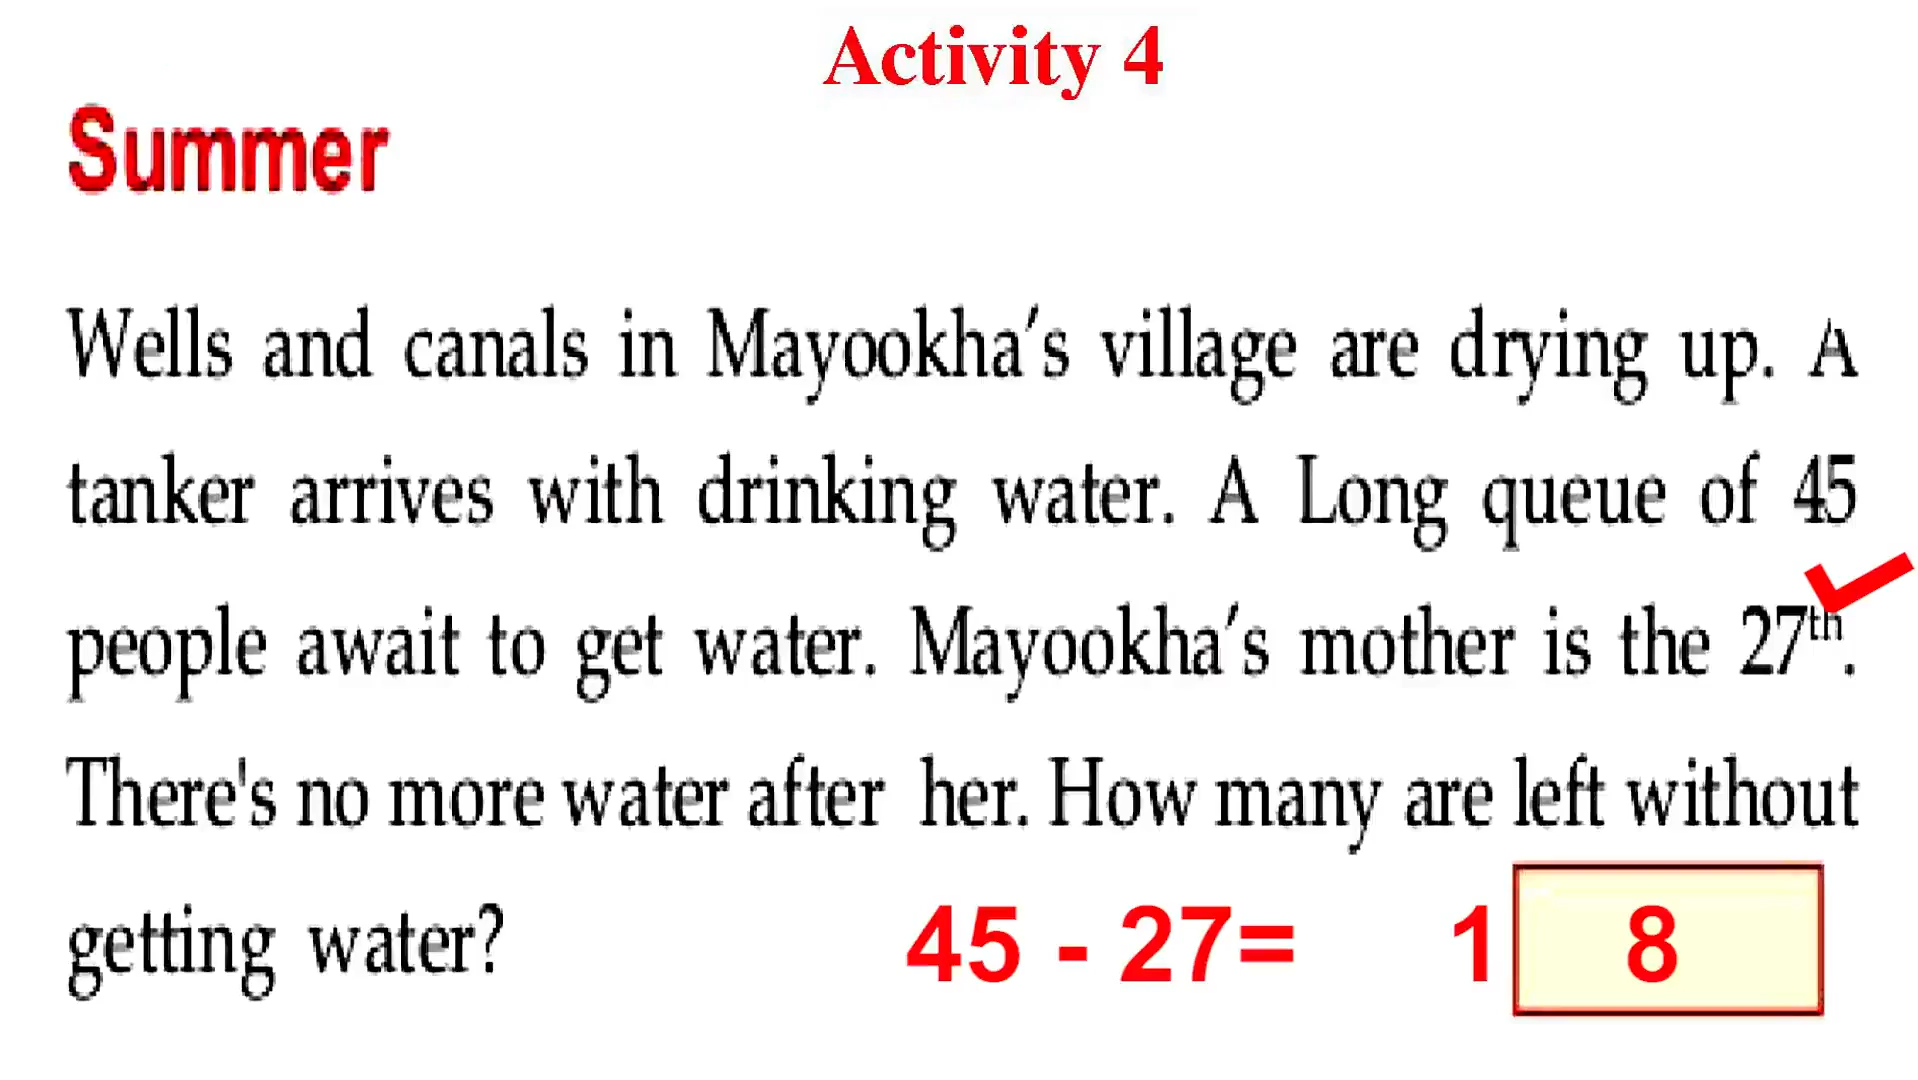 Activity 4
Summer
Wells and canals in Mayookha's village are drying up. A
tanker arrives with drinking water. A Long queue of 45
people await to get water. Mayookha's mother is the 27th.
There's no more water after her. How many are left without
getting water? 45 - 27= 1 8